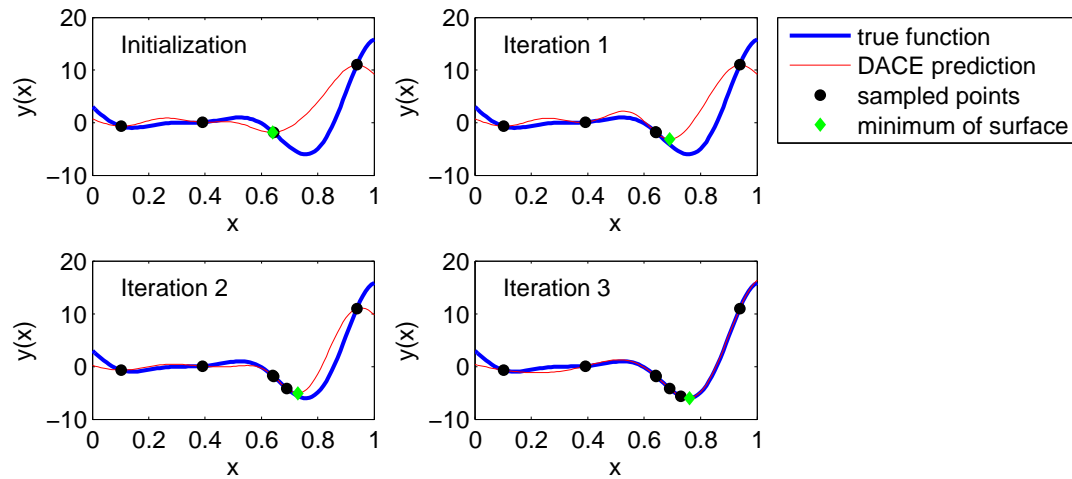 Initialization
20
10
0
−10
y(x)
0 0.2 0.4 0.6 0.8 1
x
Iteration 1
20
10
0
−10
y(x)
0 0.2 0.4 0.6 0.8 1
x
true function
DACE prediction
sampled points
minimum of surface
Iteration 2
20
10
0
−10
y(x)
0 0.2 0.4 0.6 0.8 1
x
Iteration 3
20
10
0
−10
y(x)
0 0.2 0.4 0.6 0.8 1
x